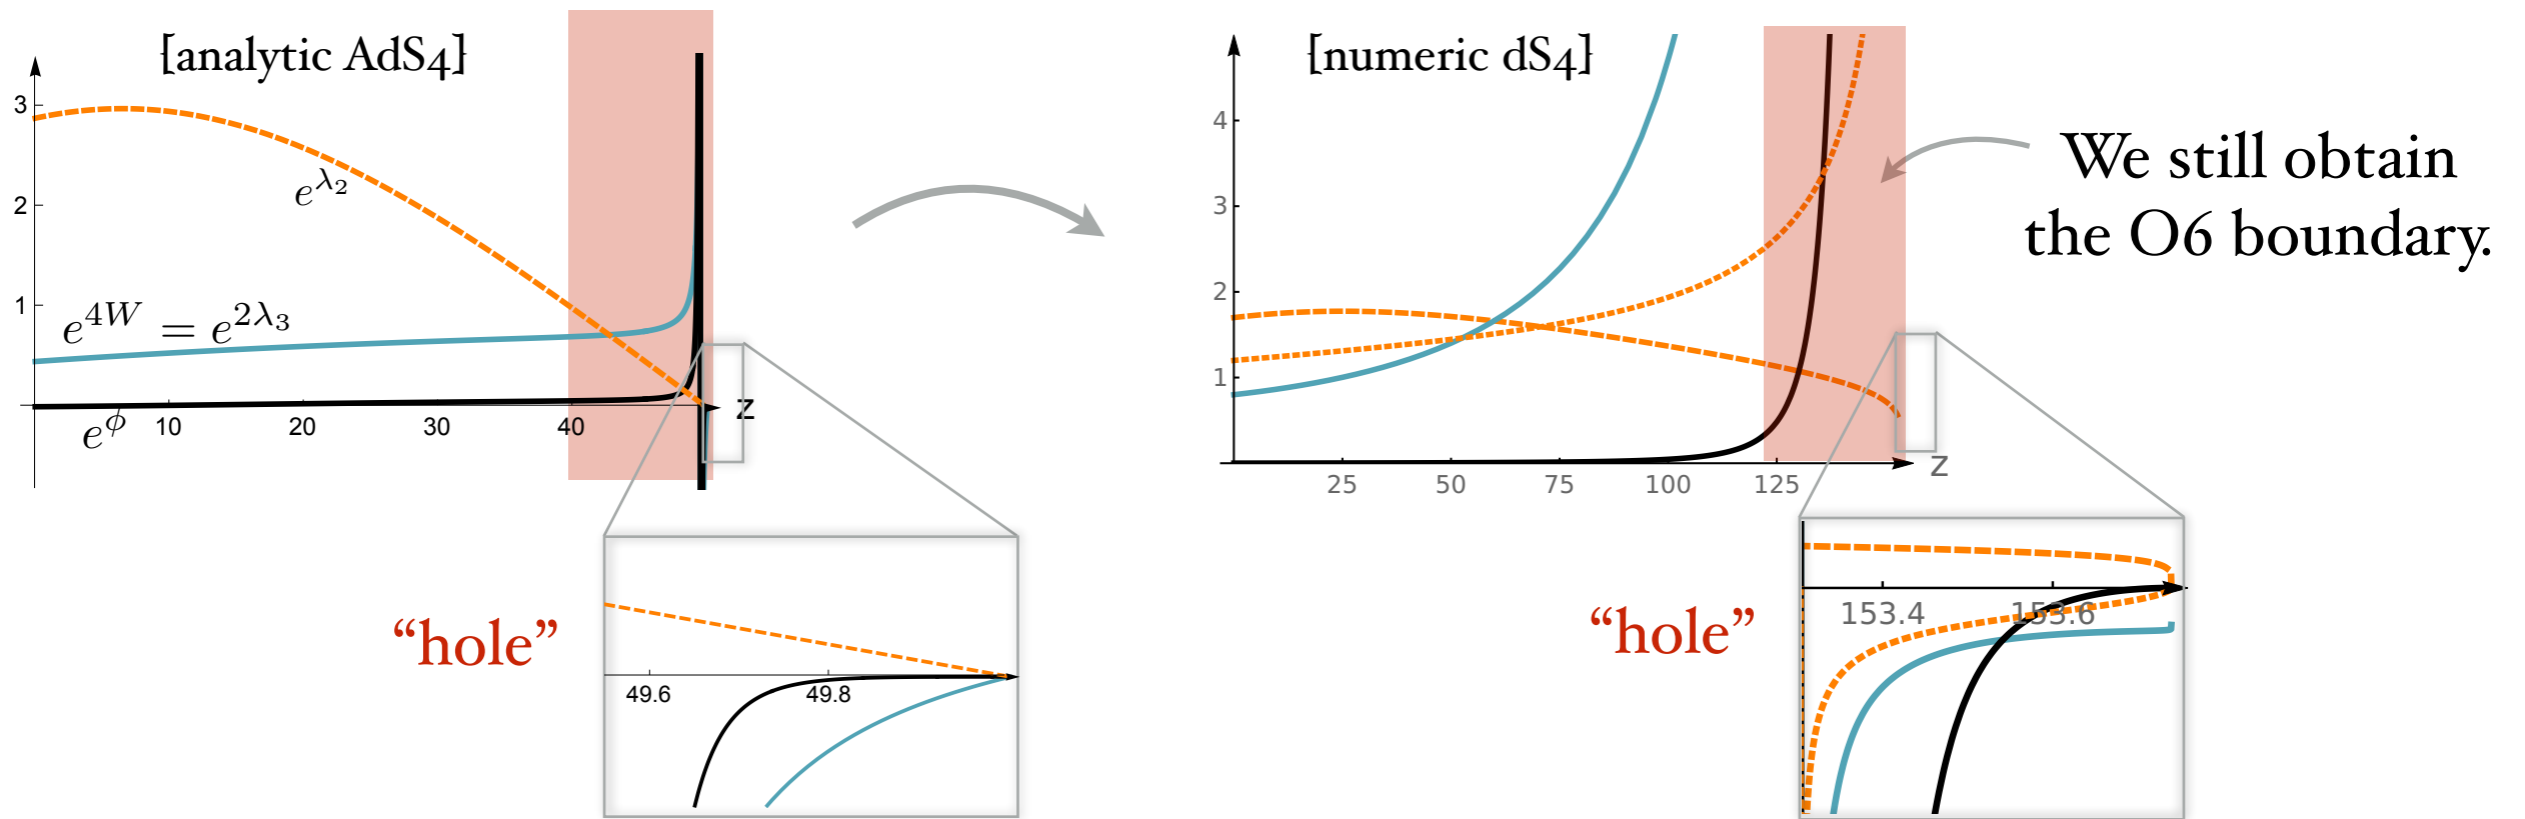 [analytic AdS4]
3
2
1
e^{λ_2}
e^{4W} = e^{2λ_3}
e^ϕ
10
20
30
40
z
"hole"
49.6
49.8
[numeric dS4]
4
3
2
1
25
50
75
100
125
z
We still obtain
the O6 boundary.
“hole”
153.4
153.6